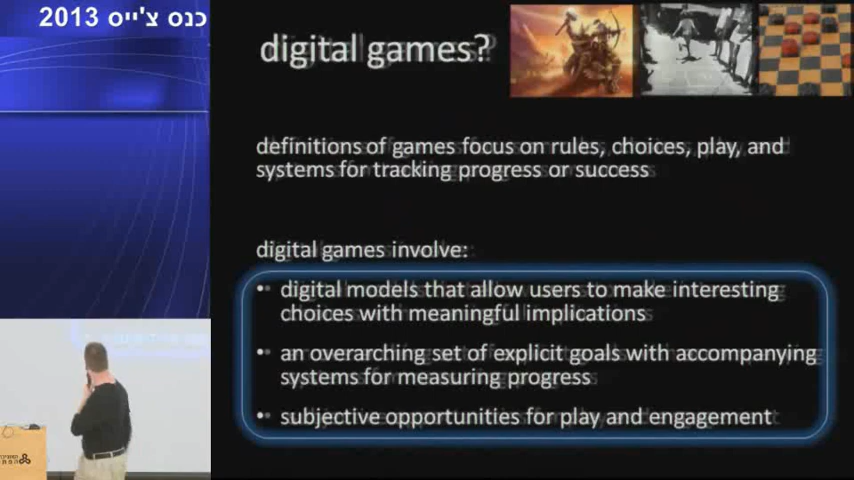 כנס צ'ייס 2013
digital games?
definitions of games focus on rules, choices, play, and
systems for tracking progress or success
digital games involve:
• digital models that allow users to make interesting
choices with meaningful implications
• an overarching set of explicit goals with accompanying
systems for measuring progress
• subjective opportunities for play and engagement